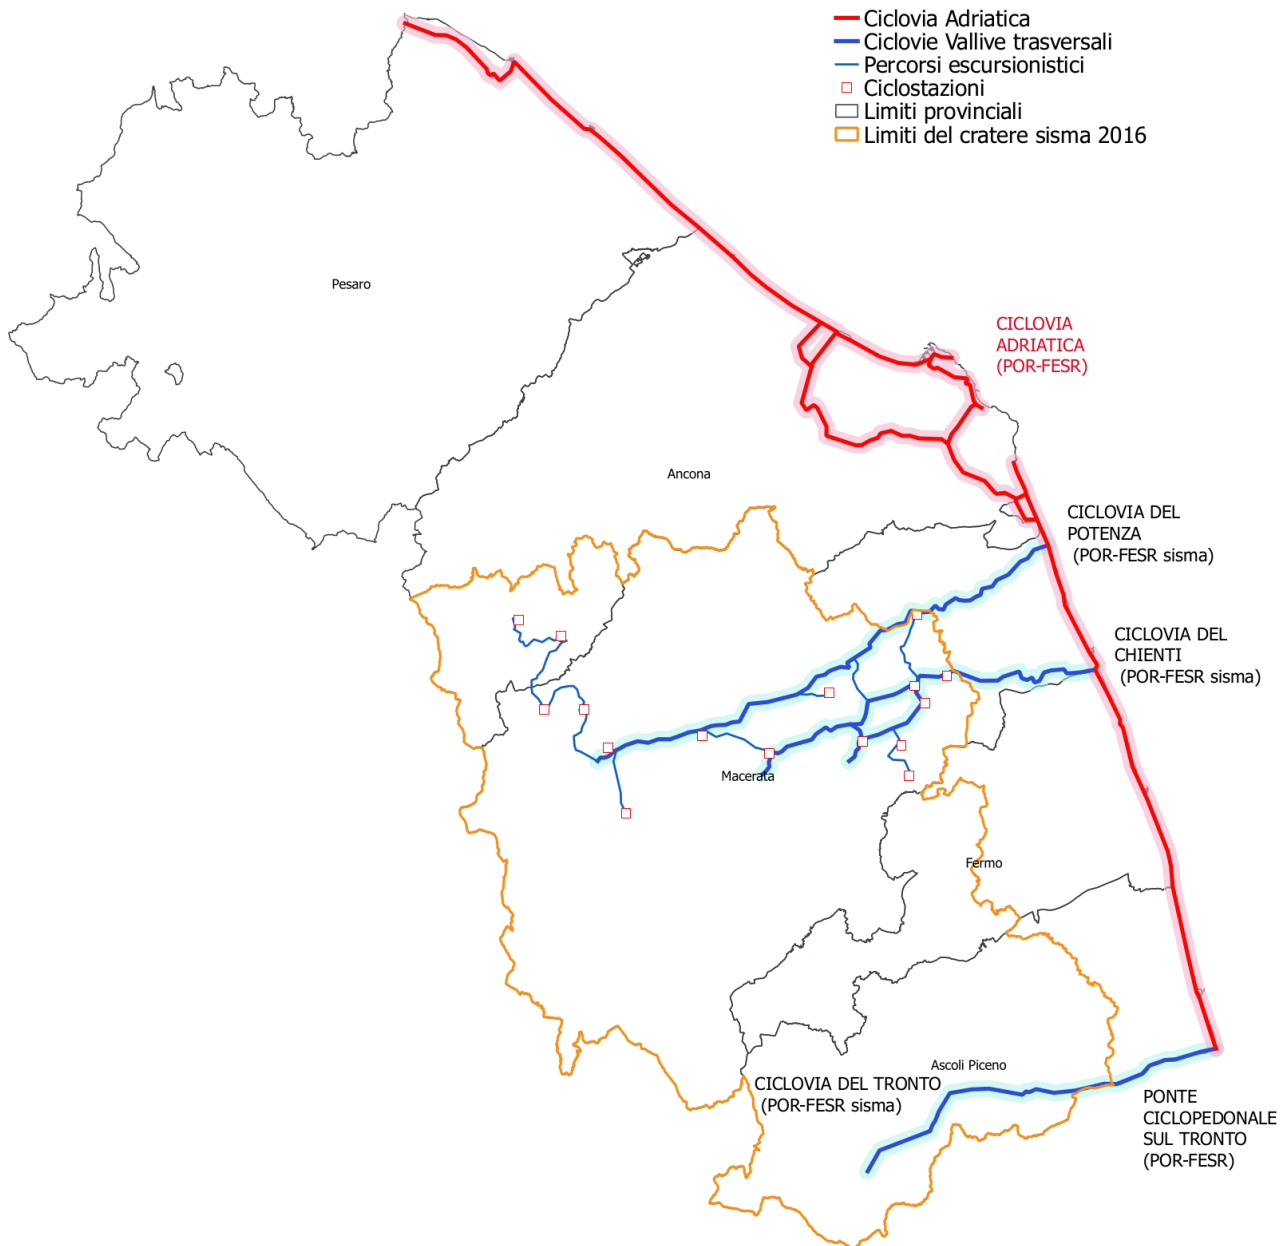 Ciclovia Adriatica
Ciclovie Vallive trasversali
Percorsi escursionistici
Ciclostazioni
Limiti provinciali
Limiti del cratere sisma 2016
Pesaro
CICLOVIA
ADRIATICA
(POR-FESR)
Ancona
CICLOVIA DEL
POTENZA
(POR-FESR sisma)
CICLOVIA DEL
CHIENTI
(POR-FESR sisma)
Macerata
Fermo
Ascoli Piceno
CICLOVIA DEL TRONTO
(POR-FESR sisma)
PONTE
CICLOPEDONALE
SUL TRONTO
(POR-FESR)